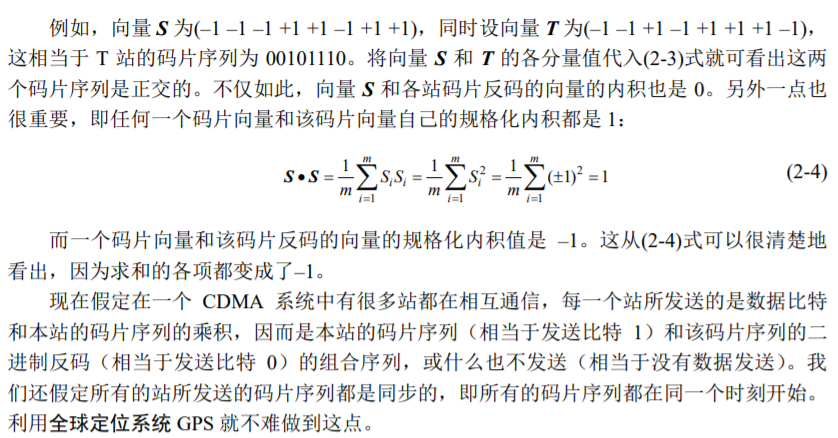 例如，向量 S 为(–1 –1 –1 +1 +1 –1 +1 +1)，同时设向量 T 为(–1 –1 +1 –1 +1 +1 +1 –1)，
这相当于 T 站的码片序列为 00101110。将向量 S 和 T 的各分量值代入(2-3)式就可看出这两
个码片序列是正交的。不仅如此，向量 S 和各站码片反码的向量的内积也是 0。另外一点也
很重要，即任何一个码片向量和该码片向量自己的规格化内积都是 1：
S • S = \frac{1}{m} \sum_{i=1}^{m} S_i S_i = \frac{1}{m} \sum_{i=1}^{m} S_i^2 = \frac{1}{m} \sum_{i=1}^{m} (±1)^2 = 1 (2-4)
而一个码片向量和该码片反码的向量的规格化内积值是 –1。这从(2-4)式可以很清楚地
看出，因为求和的各项都变成了–1。
现在假定在一个 CDMA 系统中有很多站都在相互通信，每一个站所发送的是数据比特
和本站的码片序列的乘积，因而是本站的码片序列（相当于发送比特 1）和该码片序列的二
进制反码（相当于发送比特 0）的组合序列，或什么也不发送（相当于没有数据发送）。我
们还假定所有的站所发送的码片序列都是同步的，即所有的码片序列都在同一个时刻开始。
利用全球定位系统 GPS 就不难做到这点。